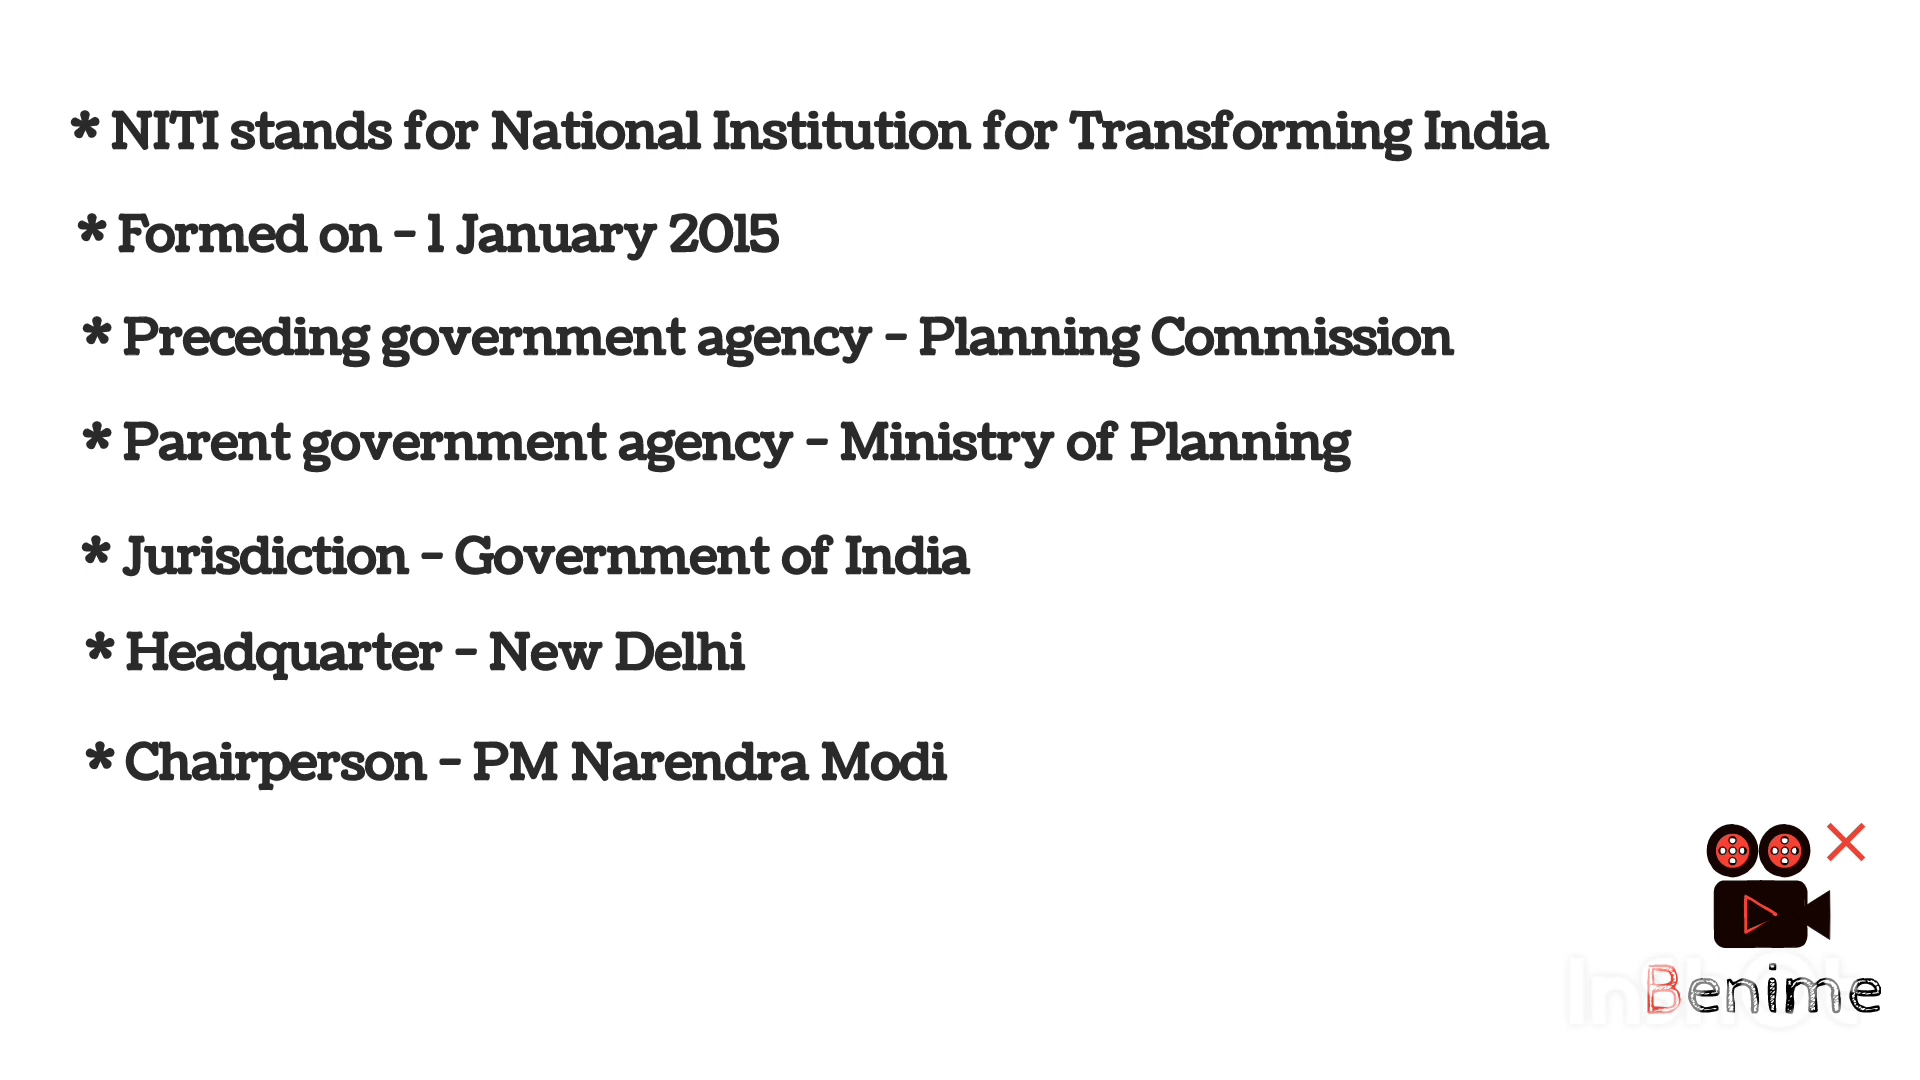 * NITI stands for National Institution for Transforming India
* Formed on - 1 January 2015
* Preceding government agency - Planning Commission
* Parent government agency - Ministry of Planning
* Jurisdiction - Government of India
* Headquarter - New Delhi
* Chairperson - PM Narendra Modi
InShot
Benime